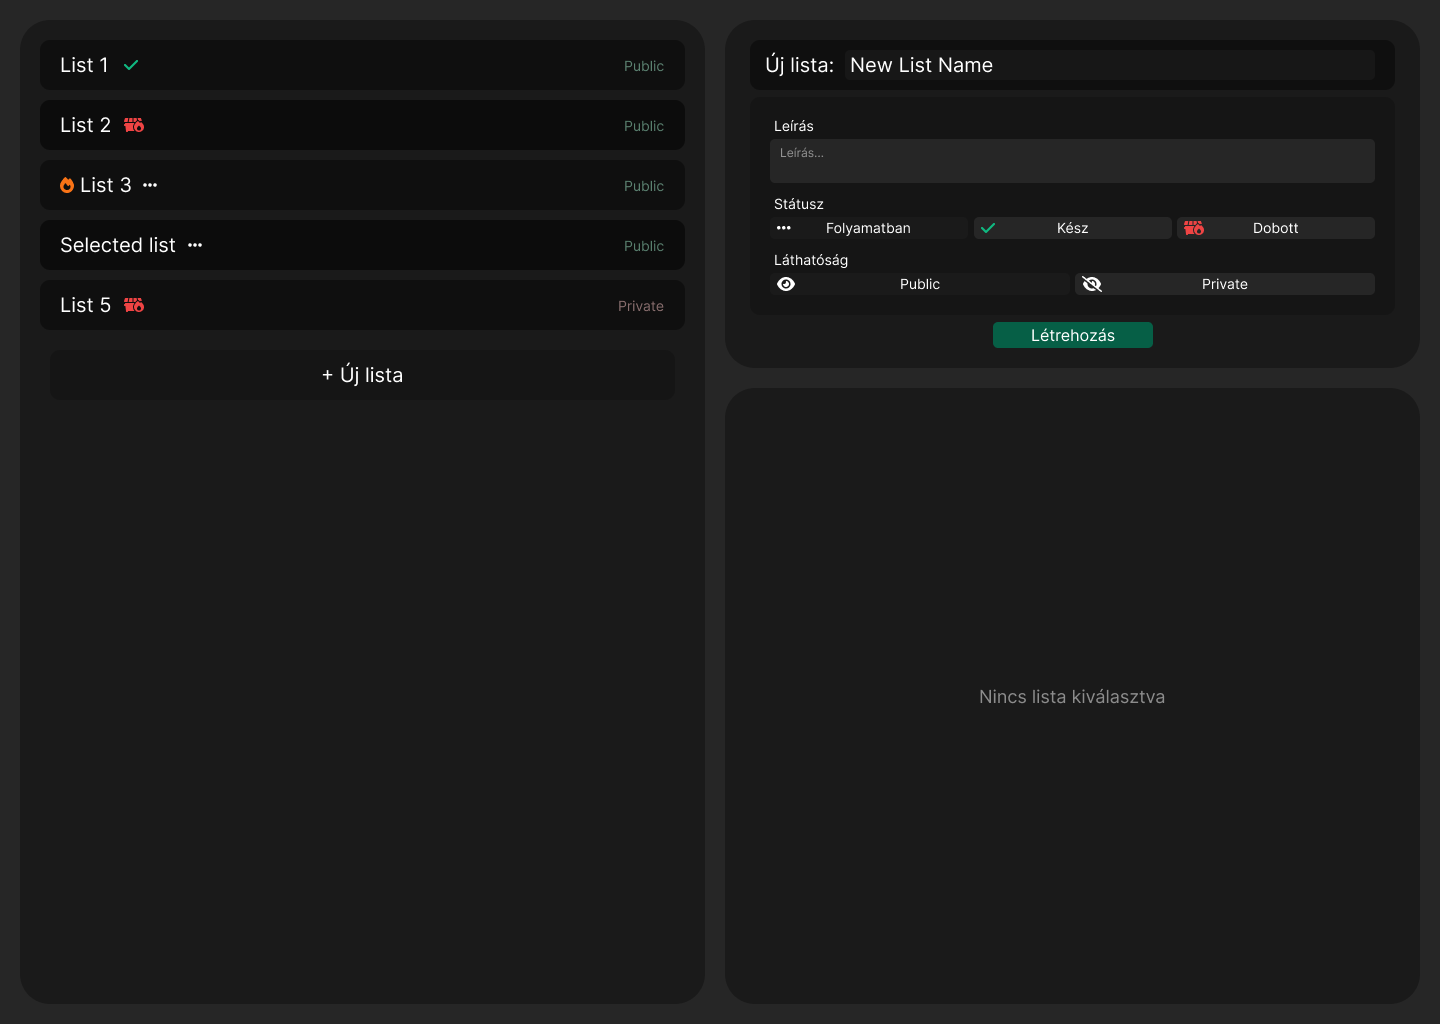 List 1
Public
List 2
Public
List 3
Public
Selected list
Public
List 5
Private
+ Új lista
Új lista: New List Name
Leírás
Leírás...
Státusz
Folyamatban Kész Dobott
Láthatóság
Public Private
Létrehozás
Nincs lista kiválasztva